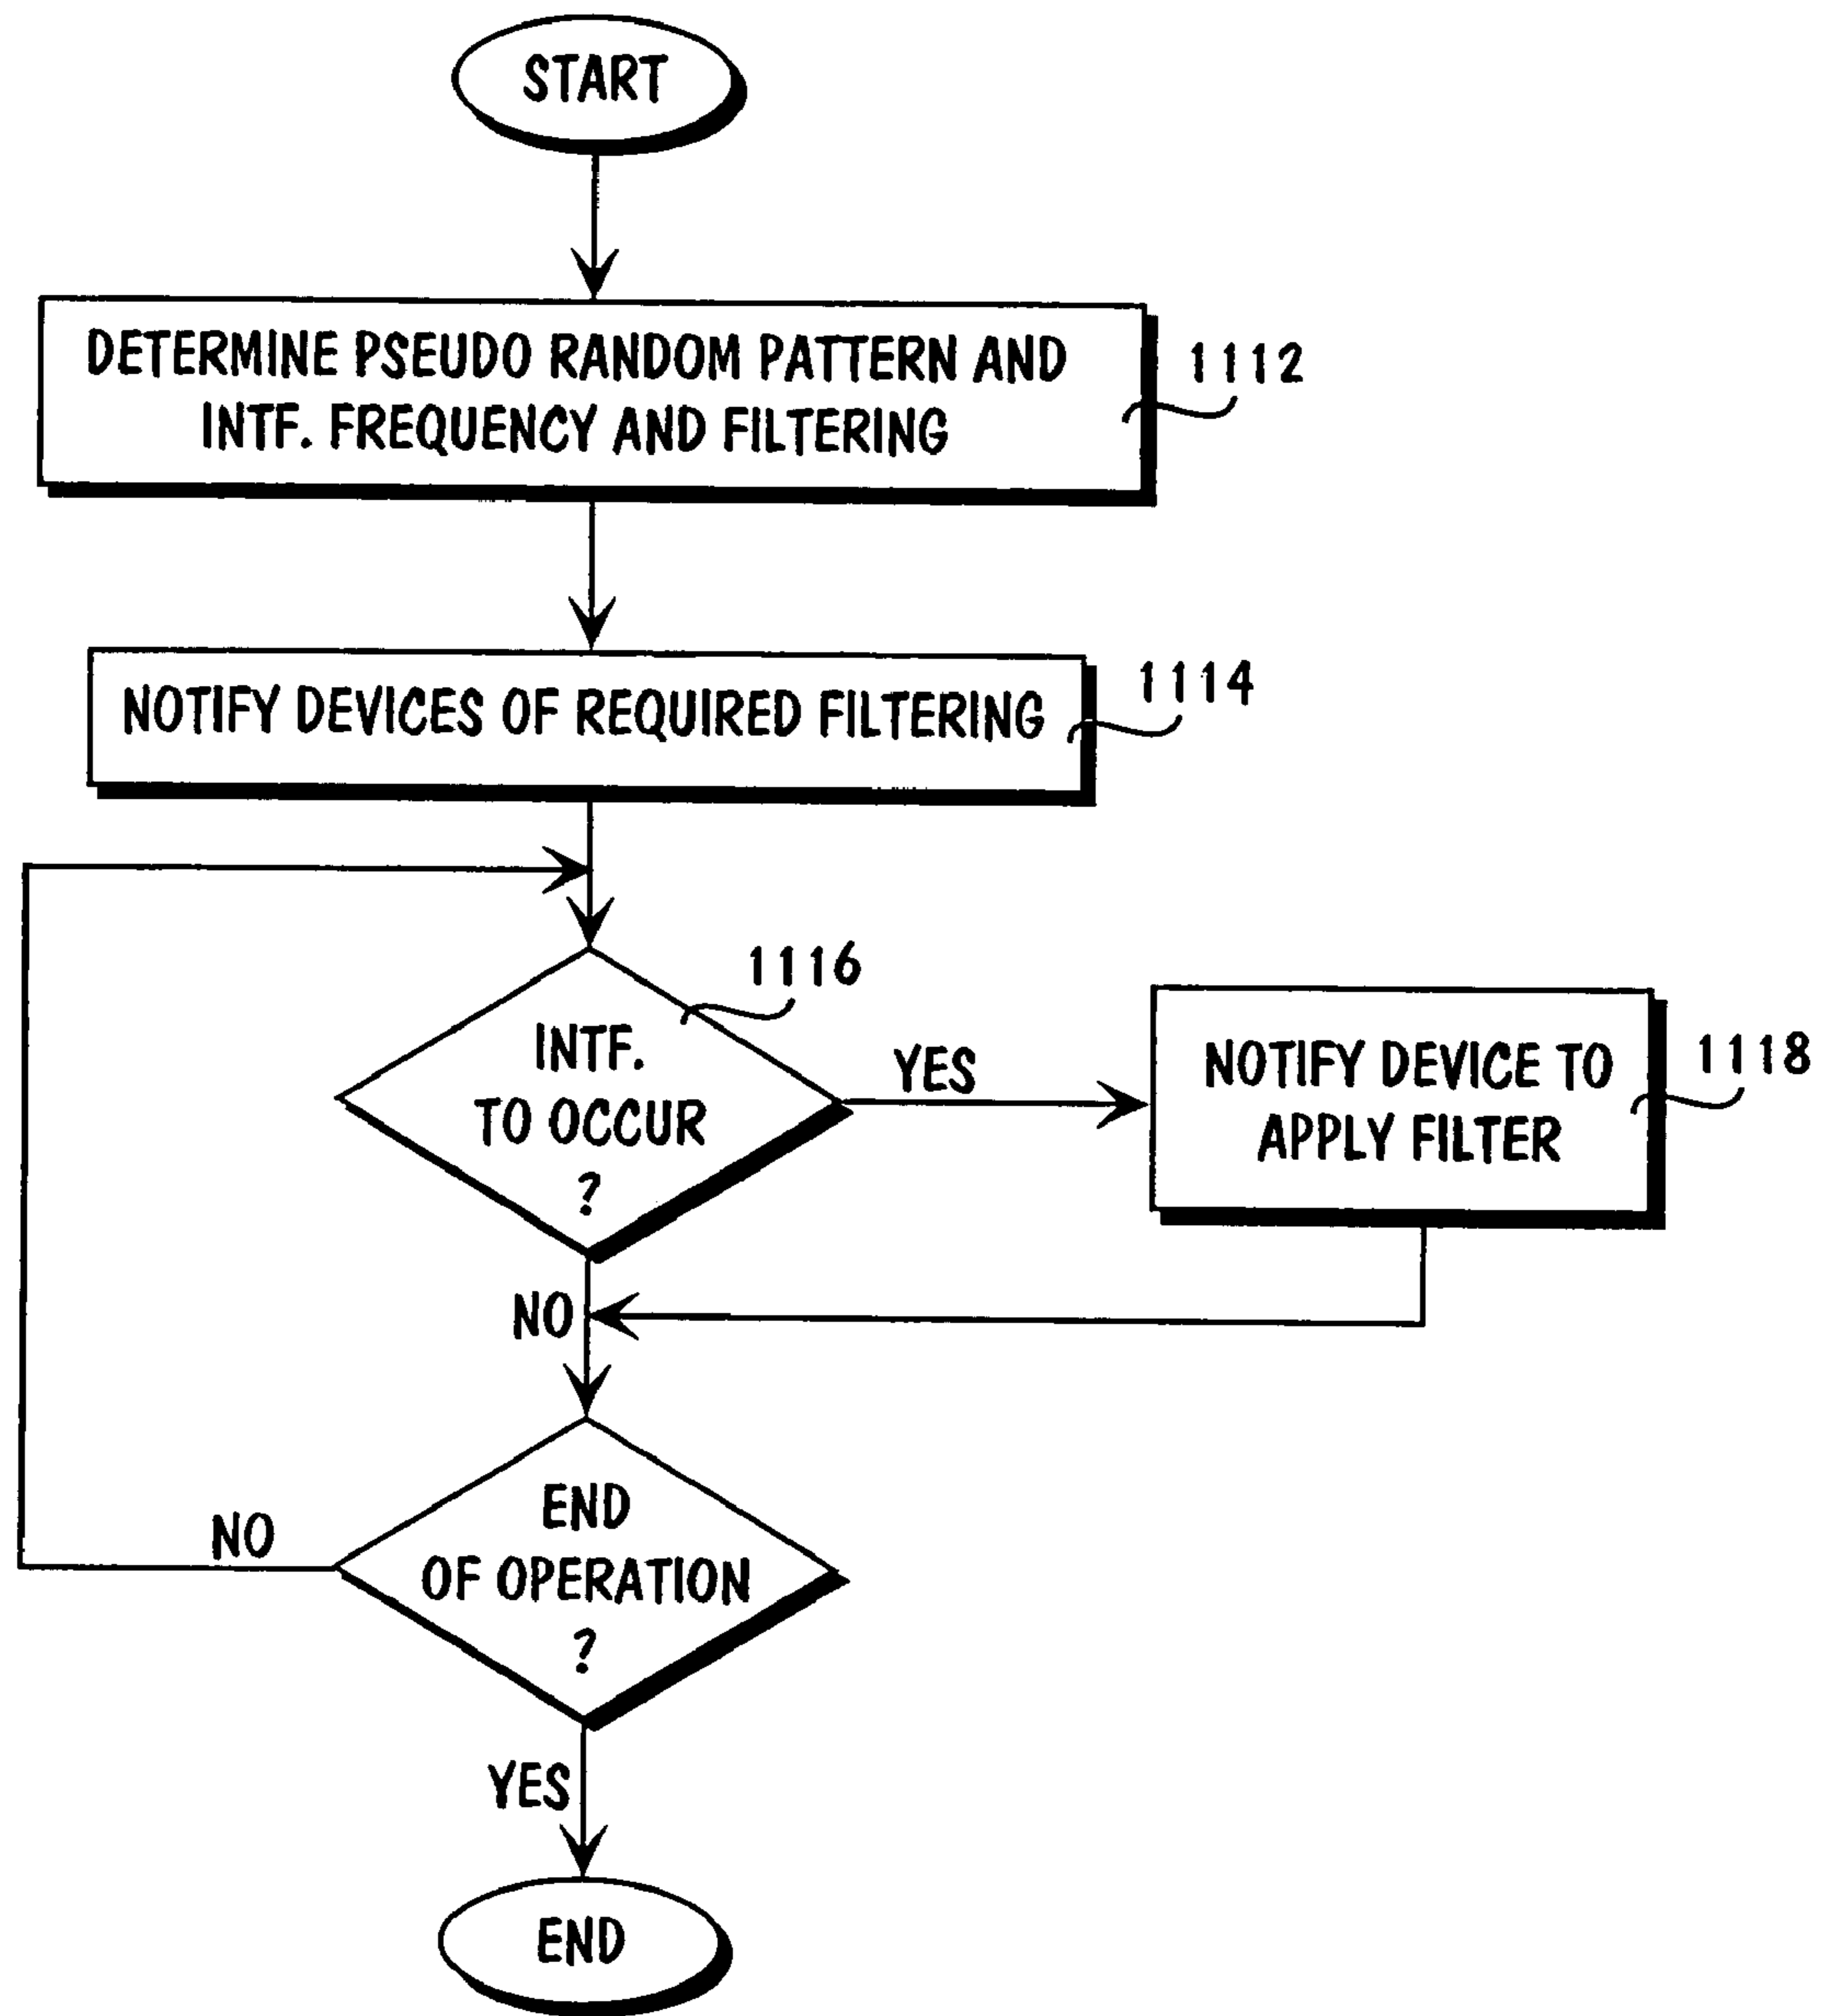 START
DETERMINE PSEUDO RANDOM PATTERN AND
INTF. FREQUENCY AND FILTERING
1112
NOTIFY DEVICES OF REQUIRED FILTERING
1114
1116
INTF.
TO OCCUR
?
YES
NOTIFY DEVICE TO
APPLY FILTER
1118
NO
END
OF OPERATION
?
NO
YES
END